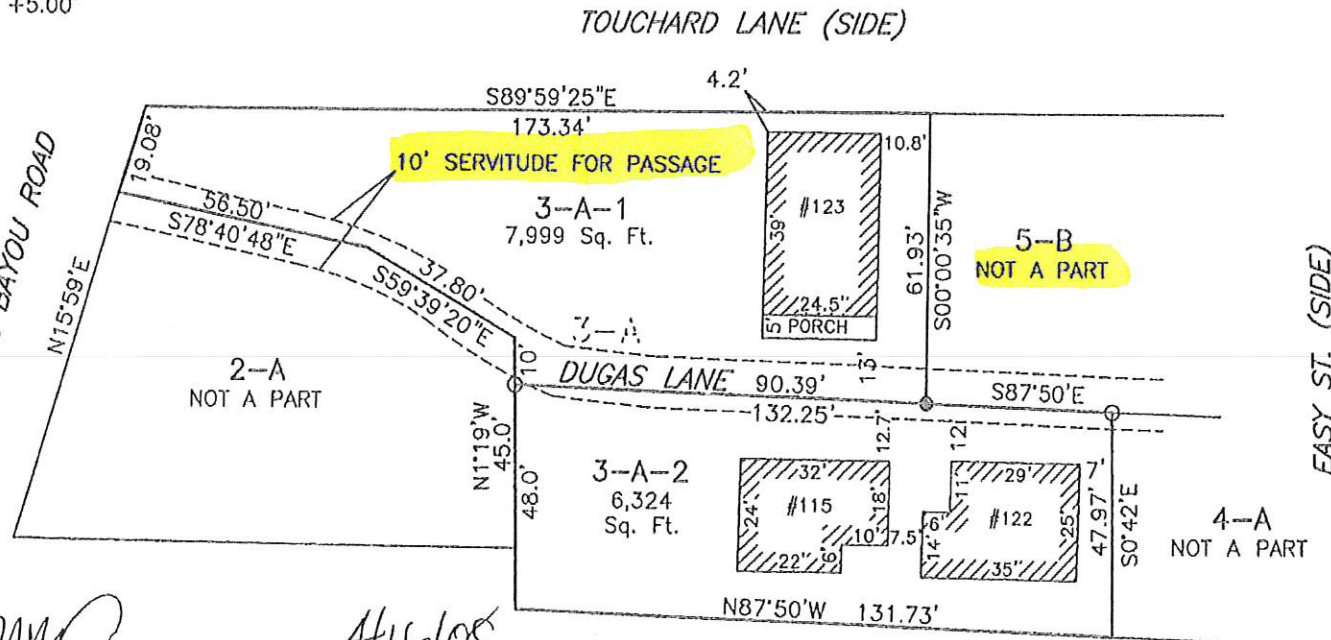 +5.00'
TOUCHARD LANE (SIDE)
BAYOU ROAD
19.08'
N15°59'E
S89°59'25"E
173.34'
4.2'
10' SERVITUDE FOR PASSAGE
56.50'
S78°40'48"E
37.80'
S59°39'20"E
3-A-1
7,999 Sq. Ft.
3-A
10.8'
#123
39'
24.5"
5' PORCH
13'
61.93'
S00°00'35"W
5-B
NOT A PART
EASY ST. (SIDE)
2-A
NOT A PART
10'
DUGAS LANE
90.39'
132.25'
S87°50'E
N1°19'W
45.0'
48.0'
3-A-2
6,324
Sq. Ft.
12.7'
12'
32'
24'
#115
18'
10'
6'
22"
7.5'
29'
7'
11'
6'
#122
14'
25'
35"
47.97'
S0°42'E
4-A
NOT A PART
N87°50'W 131.73'